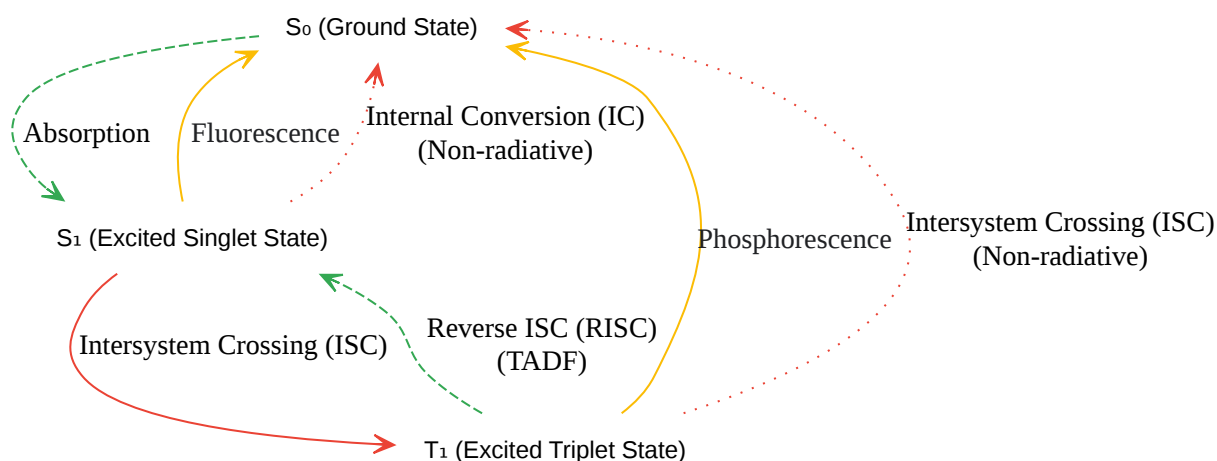 S₀ (Ground State)
Absorption
Fluorescence
Internal Conversion (IC)
(Non-radiative)
S₁ (Excited Singlet State)
Phosphorescence
Intersystem Crossing (ISC)
(Non-radiative)
Intersystem Crossing (ISC)
Reverse ISC (RISC)
(TADF)
T₁ (Excited Triplet State)